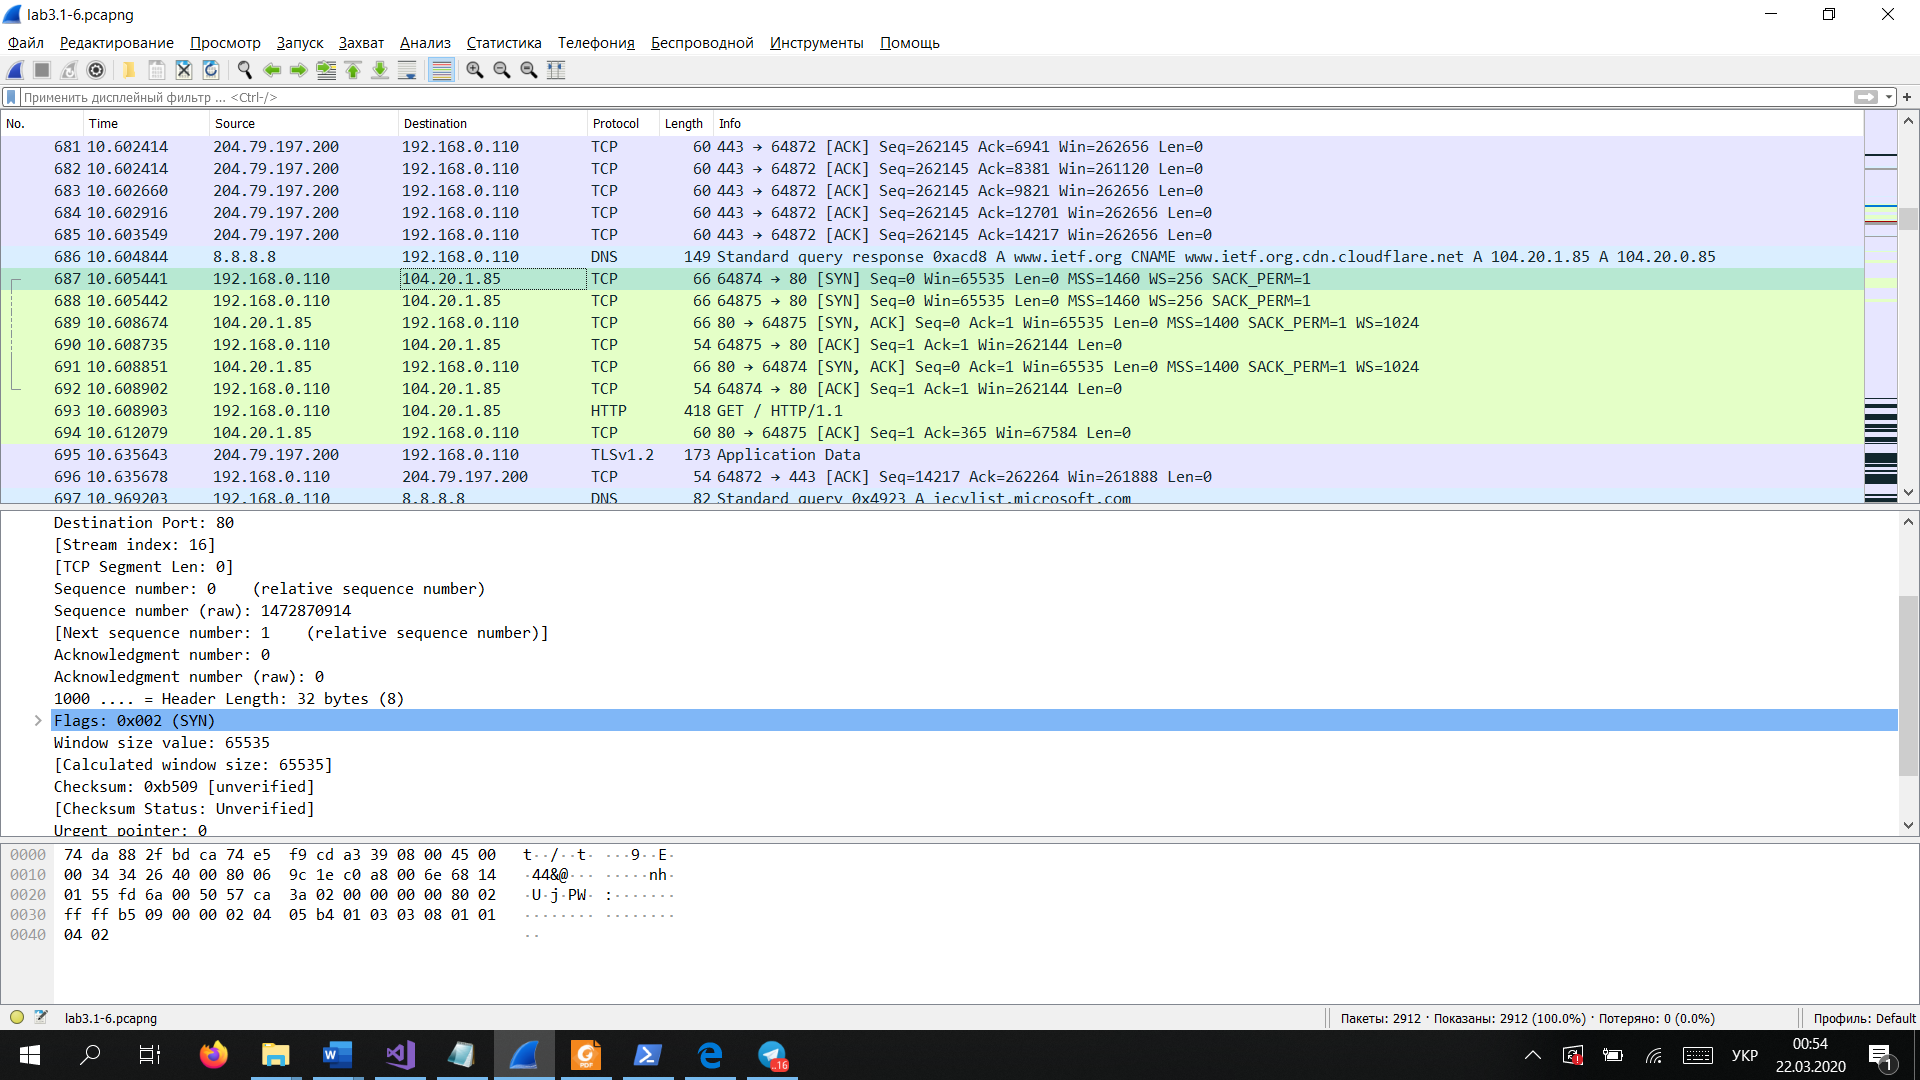 lab3.1-6.pcapng
Файл Редактирование Просмотр Запуск Захват Анализ Статистика Телефония Беспроводной Инструменты Помощь
Применить дисплейный фильтр ... <Ctrl-/>
No. Time Source Destination Protocol Length Info
681 10.602414 204.79.197.200 192.168.0.110 TCP 60 443 → 64872 [ACK] Seq=262145 Ack=6941 Win=262656 Len=0
682 10.602414 204.79.197.200 192.168.0.110 TCP 60 443 → 64872 [ACK] Seq=262145 Ack=8381 Win=261120 Len=0
683 10.602660 204.79.197.200 192.168.0.110 TCP 60 443 → 64872 [ACK] Seq=262145 Ack=9821 Win=262656 Len=0
684 10.602916 204.79.197.200 192.168.0.110 TCP 60 443 → 64872 [ACK] Seq=262145 Ack=12701 Win=262656 Len=0
685 10.603549 204.79.197.200 192.168.0.110 TCP 60 443 → 64872 [ACK] Seq=262145 Ack=14217 Win=262656 Len=0
686 10.604844 8.8.8.8 192.168.0.110 DNS 149 Standard query response 0xacd8 A www.ietf.org CNAME www.ietf.org.cdn.cloudflare.net A 104.20.1.85 A 104.20.0.85
687 10.605441 192.168.0.110 104.20.1.85 TCP 66 64874 → 80 [SYN] Seq=0 Win=65535 Len=0 MSS=1460 WS=256 SACK_PERM=1
688 10.605442 192.168.0.110 104.20.1.85 TCP 66 64875 → 80 [SYN] Seq=0 Win=65535 Len=0 MSS=1460 WS=256 SACK_PERM=1
689 10.608674 104.20.1.85 192.168.0.110 TCP 66 80 → 64875 [SYN, ACK] Seq=0 Ack=1 Win=65535 Len=0 MSS=1400 SACK_PERM=1 WS=1024
690 10.608735 192.168.0.110 104.20.1.85 TCP 54 64875 → 80 [ACK] Seq=1 Ack=1 Win=262144 Len=0
691 10.608851 104.20.1.85 192.168.0.110 TCP 66 80 → 64874 [SYN, ACK] Seq=0 Ack=1 Win=65535 Len=0 MSS=1400 SACK_PERM=1 WS=1024
692 10.608902 192.168.0.110 104.20.1.85 TCP 54 64874 → 80 [ACK] Seq=1 Ack=1 Win=262144 Len=0
693 10.608903 192.168.0.110 104.20.1.85 HTTP 418 GET / HTTP/1.1
694 10.612079 104.20.1.85 192.168.0.110 TCP 60 80 → 64875 [ACK] Seq=1 Ack=365 Win=67584 Len=0
695 10.635643 204.79.197.200 192.168.0.110 TLSv1.2 173 Application Data
696 10.635678 192.168.0.110 204.79.197.200 TCP 54 64872 → 443 [ACK] Seq=14217 Ack=262264 Win=261888 Len=0
697 10.969203 192.168.0.110 8.8.8.8 DNS 82 Standard query 0x4923 A iecvlist.microsoft.com
Destination Port: 80
[Stream index: 16]
[TCP Segment Len: 0]
Sequence number: 0 (relative sequence number)
Sequence number (raw): 1472870914
[Next sequence number: 1 (relative sequence number)]
Acknowledgment number: 0
Acknowledgment number (raw): 0
1000 .... = Header Length: 32 bytes (8)
Flags: 0x002 (SYN)
Window size value: 65535
[Calculated window size: 65535]
Checksum: 0xb509 [unverified]
[Checksum Status: Unverified]
Urgent pointer: 0
0000 74 da 88 2f bd ca 74 e5 f9 cd a3 39 08 00 45 00 t··/··t· ···9··E·
0010 00 34 34 26 40 00 80 06 9c 1e c0 a8 00 6e 68 14 ·44&@··· ·····nh·
0020 01 55 fd 6a 00 50 57 ca 3a 02 00 00 00 00 80 02 ·U·j·PW· :·······
0030 ff ff b5 09 00 00 02 04 05 b4 01 03 03 08 01 01 ········ ········
0040 04 02 ··
lab3.1-6.pcapng Пакеты: 2912 · Показаны: 2912 (100.0%) · Потеряно: 0 (0.0%) Профиль: Default
PDF
..16
УКР
00:54
22.03.2020
1